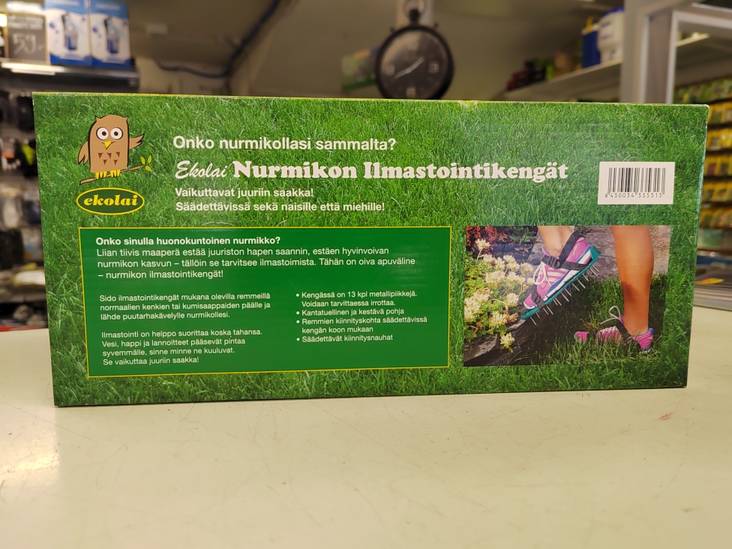 Onko nurmikollasi sammalta?
Ekolai Nurmikon Ilmastointikengät
Vaikuttavat juuriin saakka!
Säädettävissä sekä naisille että miehille!
ekolai
Onko sinulla huonokuntoinen nurmikko?
Liian tiivis maaperä estää juuriston hapen saannin, estäen hyvinvoivan
nurmikon kasvun – tällöin se tarvitsee ilmastoimista. Tähän on oiva apuväline
– nurmikon ilmastointikengät!
Sido ilmastointikengät mukana olevilla remmeillä
normaalien kenkien tai kumisaappaiden päälle ja
lähde puutarhakävelylle nurmikollesi.
Ilmastointi on helppo suorittaa koska tahansa.
Vesi, happi ja lannoitteet pääsevät pintaa
syvemmälle, sinne minne ne kuuluvat.
Se vaikuttaa juuriin saakka!
• Kengässä on 13 kpl metallipiikkejä.
Voidaan tarvittaessa irrottaa.
• Kantatuellinen ja kestävä pohja
• Remmien kiinnityskohta säädettävissä
kengän koon mukaan
• Säädettävät kiinnitysnauhat